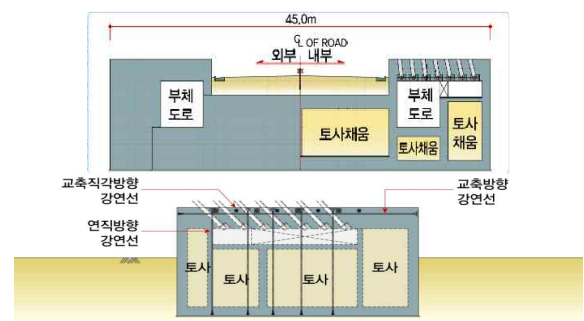 45.0m
℄ OF ROAD
외부 내부
부체
도로
부체
도로
토사채움
토사채움
토사
채움
교축직각방향
강연선
교축방향
강연선
연직방향
강연선
토사
토사
토사
토사